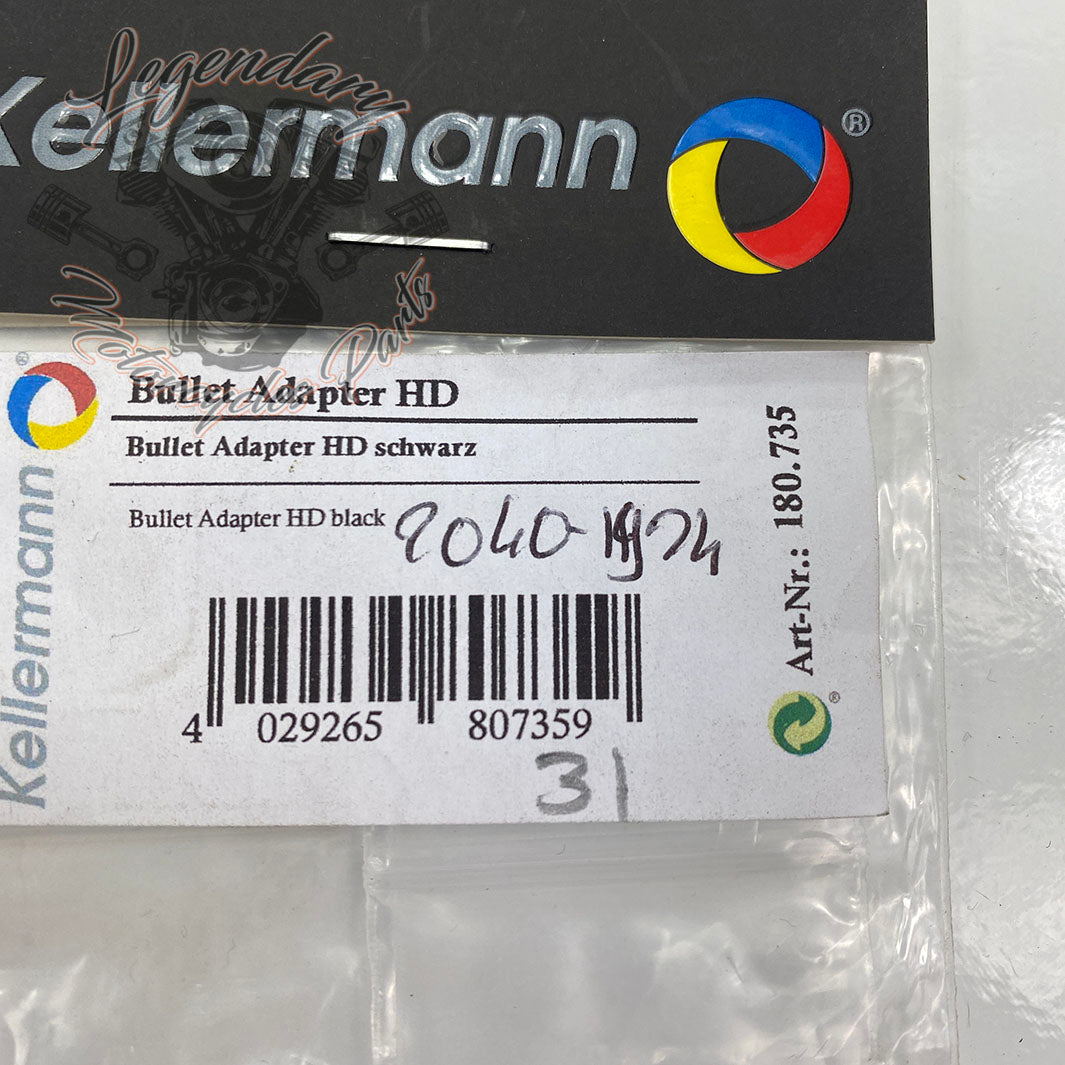 Legendary
Kellermann ®
Motorcycles Parts
®
Bullet Adapter HD
Bullet Adapter HD schwarz
Bullet Adapter HD black
2040-
Art-Nr.: 180.735
Kellermann
4 029265 807359
®
31